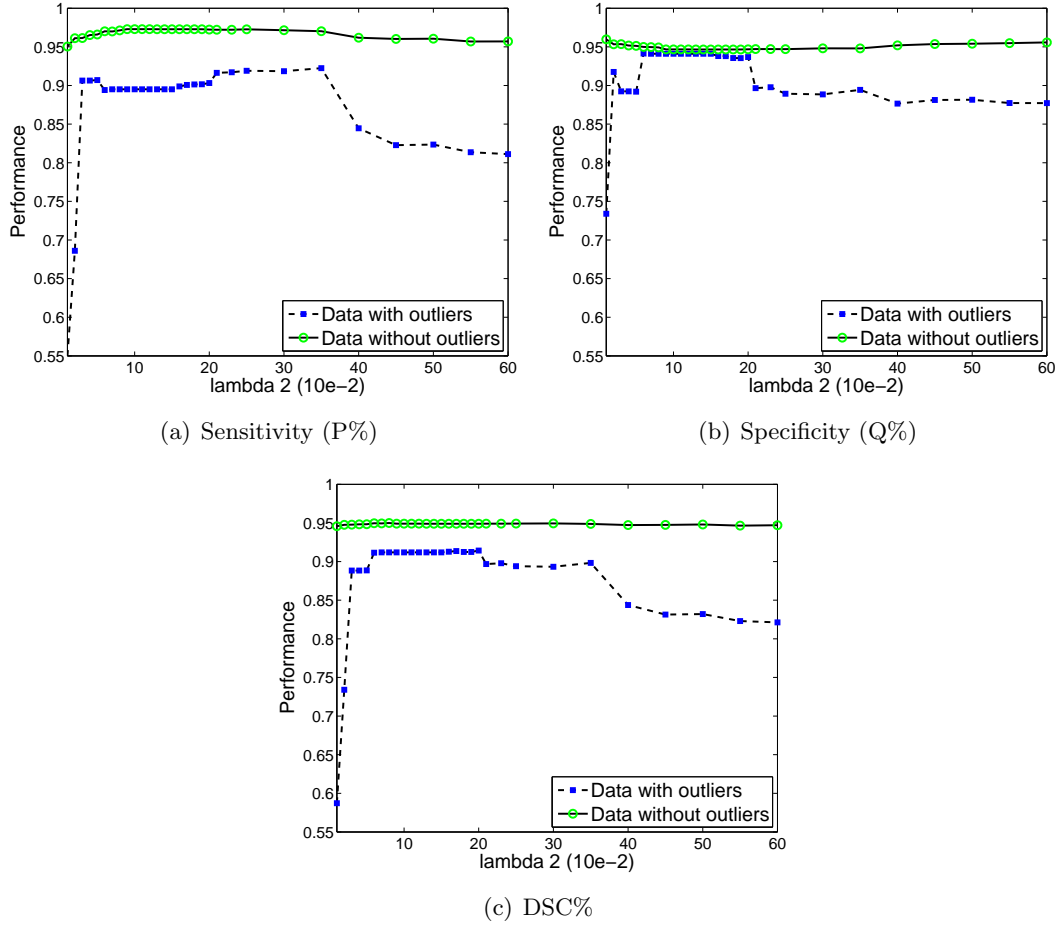 1
0.95
0.9
0.85
0.8
0.75
0.7
0.65
0.6
0.55
Performance
10 20 30 40 50 60
lambda 2 (10e−2)
Data with outliers
Data without outliers
(a) Sensitivity (P%)
1
0.95
0.9
0.85
0.8
0.75
0.7
0.65
0.6
0.55
Performance
10 20 30 40 50 60
lambda 2 (10e−2)
Data with outliers
Data without outliers
(b) Specificity (Q%)
1
0.95
0.9
0.85
0.8
0.75
0.7
0.65
0.6
0.55
Performance
10 20 30 40 50 60
lambda 2 (10e−2)
Data with outliers
Data without outliers
(c) DSC%